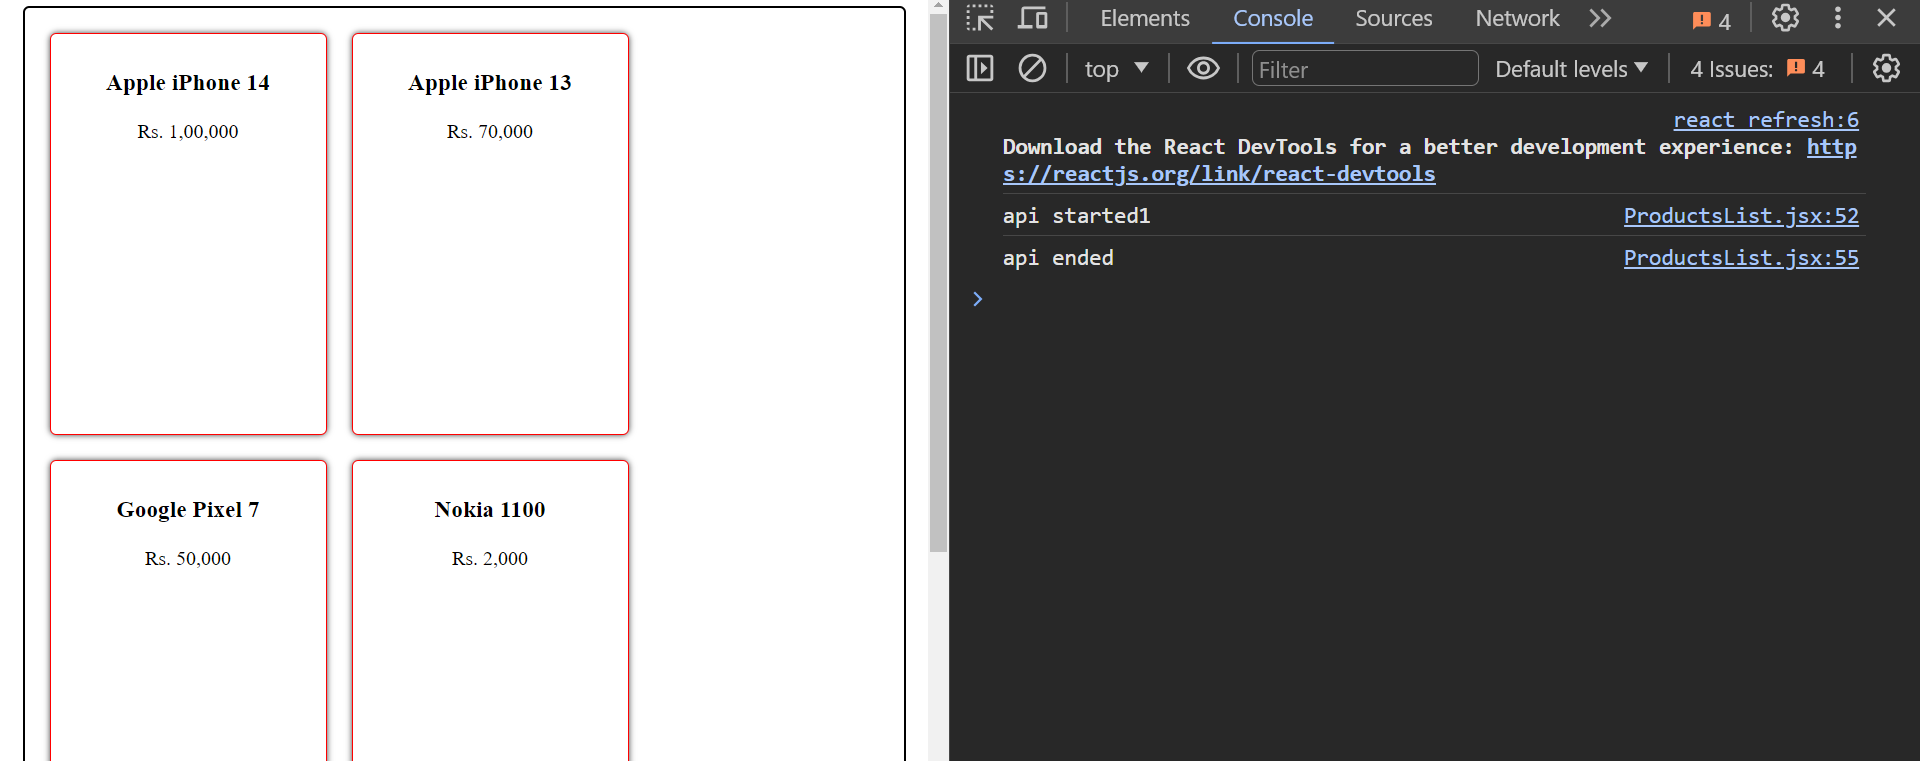 Apple iPhone 14
Rs. 1,00,000
Apple iPhone 13
Rs. 70,000
Google Pixel 7
Rs. 50,000
Nokia 1100
Rs. 2,000
Elements Console Sources Network 4
top Filter Default levels 4 Issues: 4
react refresh:6
Download the React DevTools for a better development experience: http
s://reactjs.org/link/react-devtools
api started1 ProductsList.jsx:52
api ended ProductsList.jsx:55